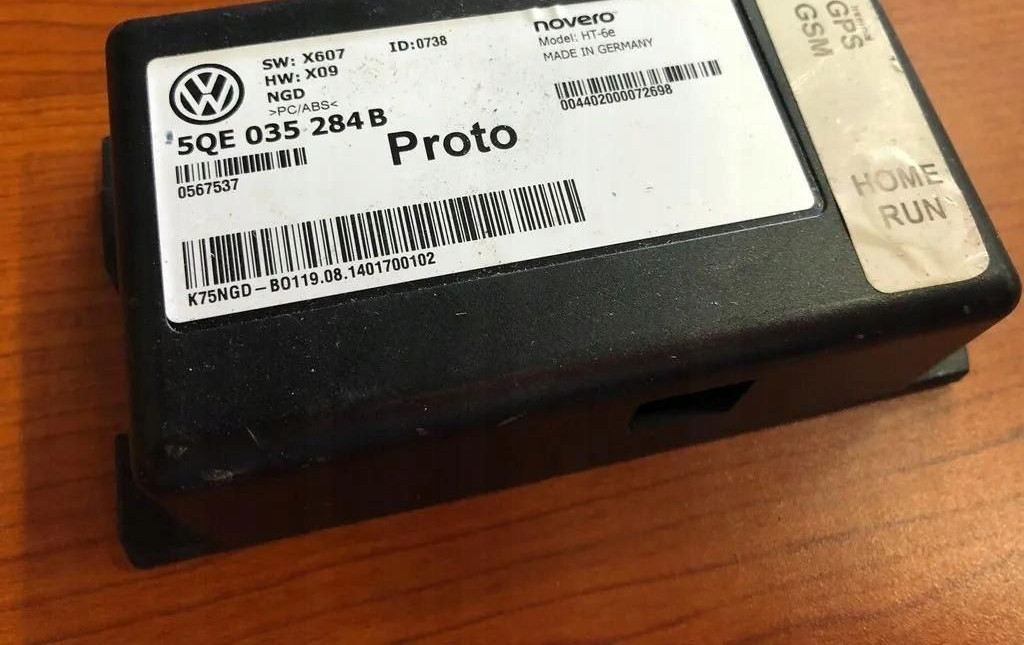 SW: X607 ID:0738
HW: X09
NGD
>PC/ABS<
5QE 035 284 B
Proto
0567537
K75NGD-B0119.08.1401700102
novero
Model: HT-6e
MADE IN GERMANY
004402000072698
GPS
GSM
HOME
RUN